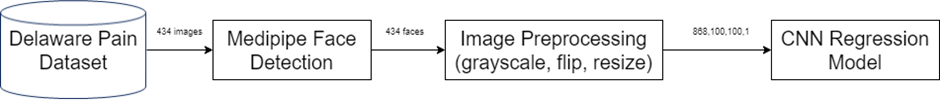 Delaware Pain
Dataset
434 images
Medipipe Face
Detection
434 faces
Image Preprocessing
(grayscale, flip, resize)
868,100,100,1
CNN Regression
Model